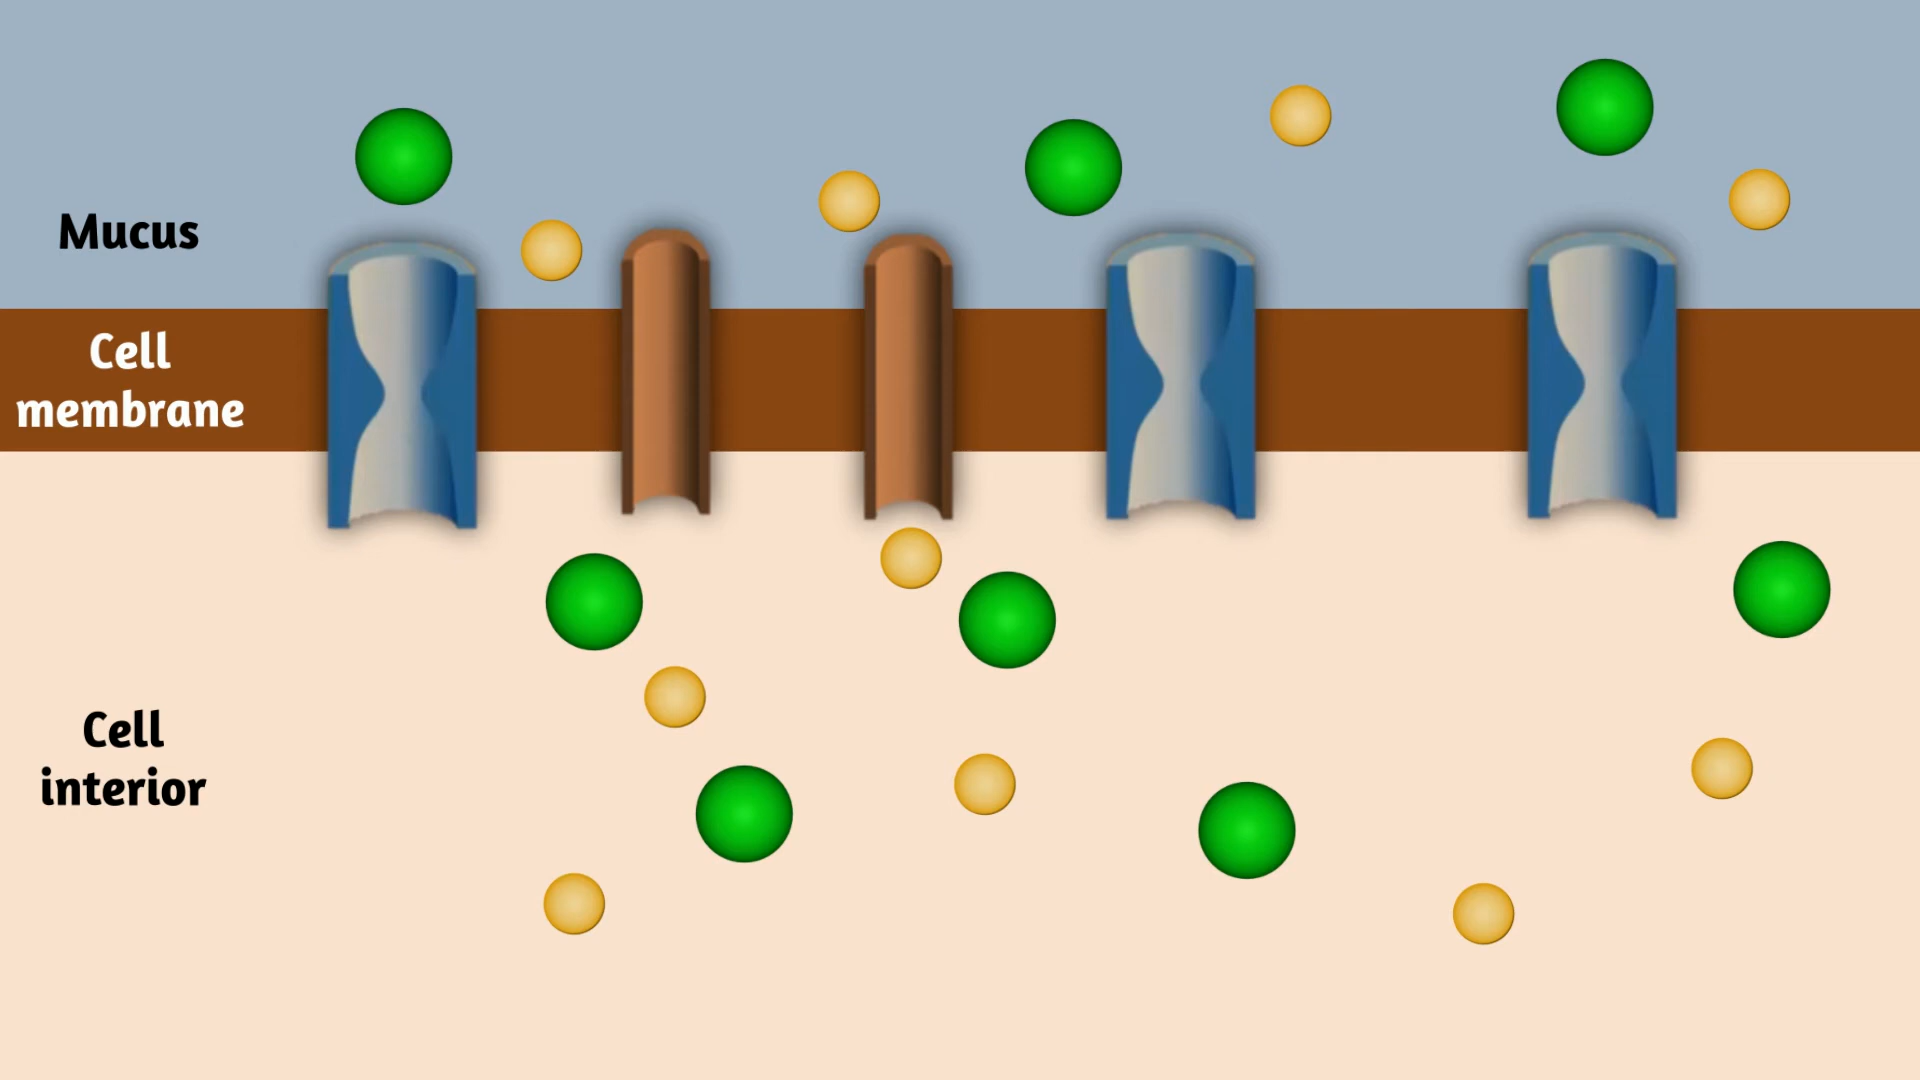 Mucus
Cell
membrane
Cell
interior